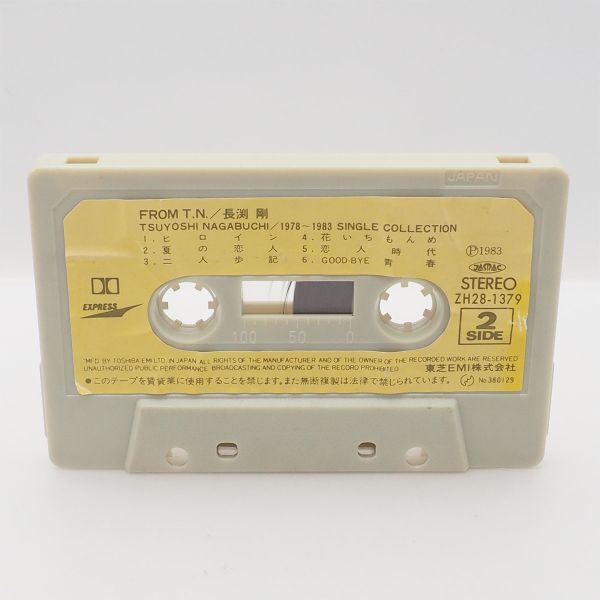 JAPAN
FROM T.N./長渕 剛
TSUYOSHI NAGABUCHI/1978~1983 SINGLE COLLECTION
1. ヒロイン 4. 花いちもんめ
2. 夏の恋人 5. 恋人時代
3. 二人歩記 6. GOOD-BYE青春
Ⓟ1983
JASRAC
STEREO
ZH28-1379
EXPRESS
2
SIDE
100 50 0
"MFD BY TOSHIBA EMI LTD. IN JAPAN. ALL RIGHTS OF THE MANUFACTURER AND OF THE OWNER OF THE RECORDED WORK ARE RESERVED"
UNAUTHORIZED PUBLIC PERFORMANCE BROADCASTING AND COPYING OF THE RECORD PROHIBITED
●このテープを賃貸業に使用することを禁じます。また無断複製は法律で禁じられています。
東芝EMI株式会社
No.380129